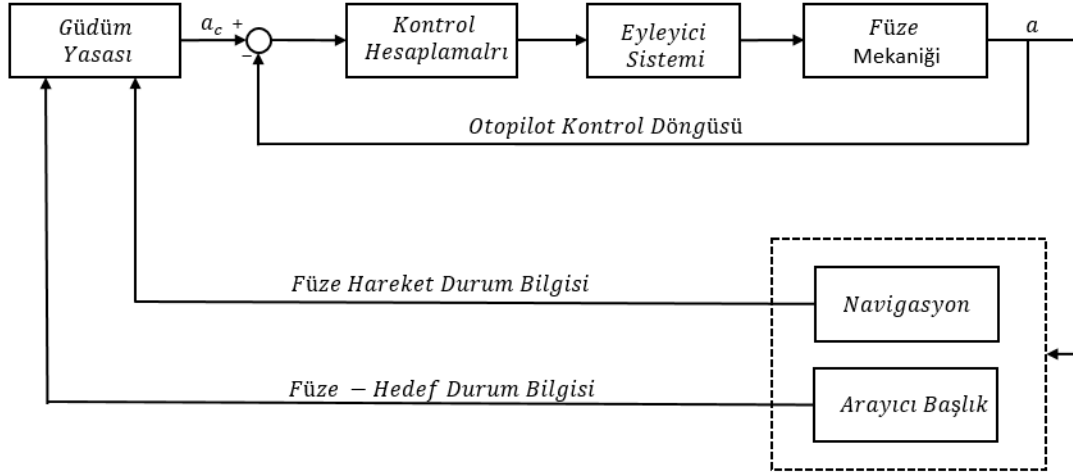 Güdüm
Yasası
a_c +
−
Kontrol
Hesaplamalrı
Eyleyici
Sistemi
Füze
Mekaniği
a
Otopilot Kontrol Döngüsü
Füze Hareket Durum Bilgisi
Navigasyon
Füze − Hedef Durum Bilgisi
Arayıcı Başlık